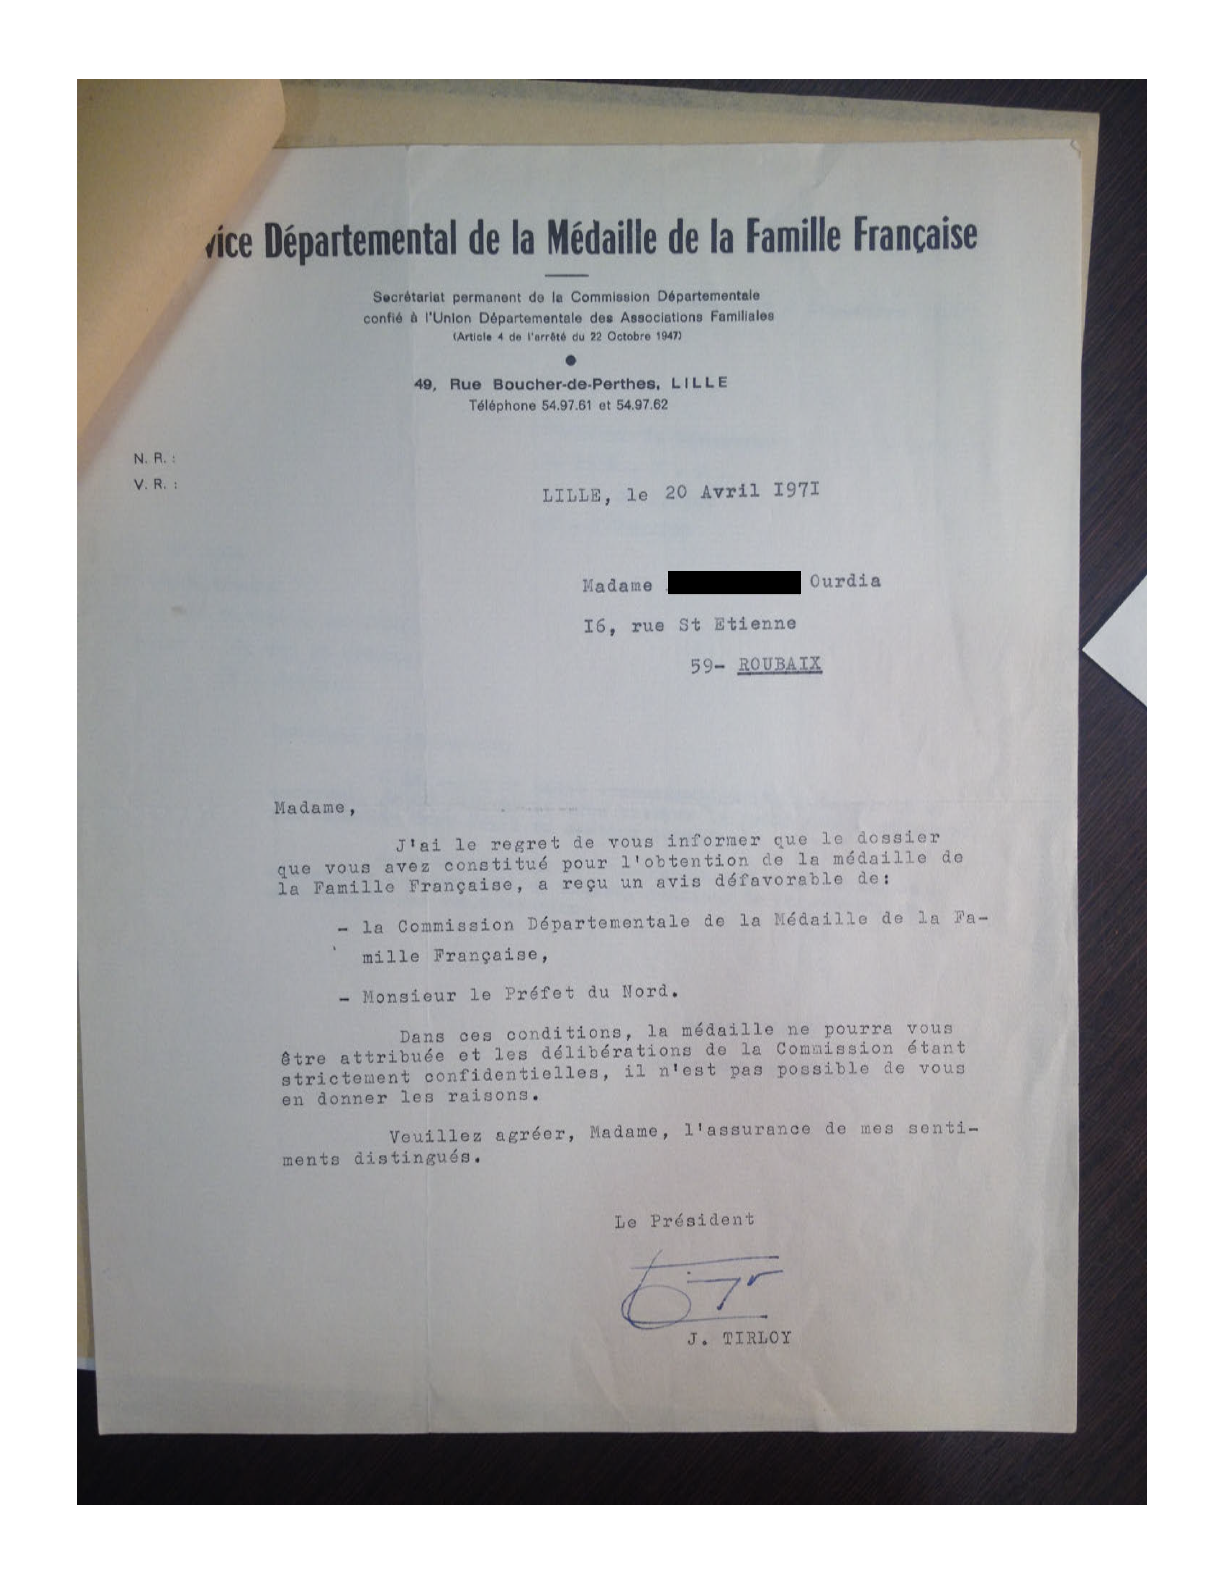 vice Départemental de la Médaille de la Famille Française
Secrétariat permanent de la Commission Départementale
confié à l'Union Départementale des Associations Familiales
(Article 4 de l'arrêté du 22 Octobre 1947)
49, Rue Boucher-de-Perthes, LILLE
Téléphone 54.97.61 et 54.97.62
N. R. :
V. R. :
LILLE, le 20 Avril I97I
Madame Ourdia
I6, rue St Etienne
59- ROUBAIX
Madame,
J'ai le regret de vous informer que le dossier
que vous avez constitué pour l'obtention de la médaille de
la Famille Française, a reçu un avis défavorable de:
- la Commission Départementale de la Médaille de la Fa-
mille Française,
- Monsieur le Préfet du Nord.
Dans ces conditions, la médaille ne pourra vous
être attribuée et les délibérations de la Commission étant
strictement confidentielles, il n'est pas possible de vous
en donner les raisons.
Veuillez agréer, Madame, l'assurance de mes senti-
ments distingués.
Le Président
J. TIRLOY